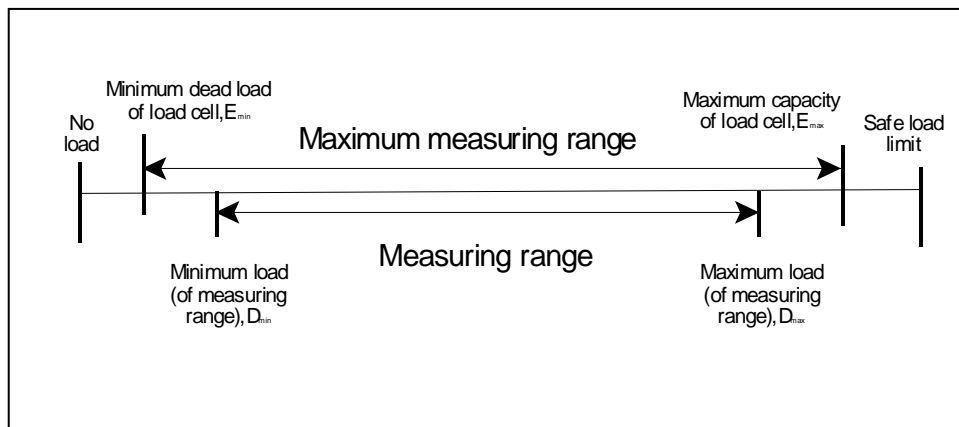 Minimum dead load
of load cell, Emin
No
load
Maximum measuring range
Maximum capacity
of load cell, Emax
Safe load
limit
Measuring range
Minimum load
(of measuring
range), Dmin
Maximum load
(of measuring
range), Dmax